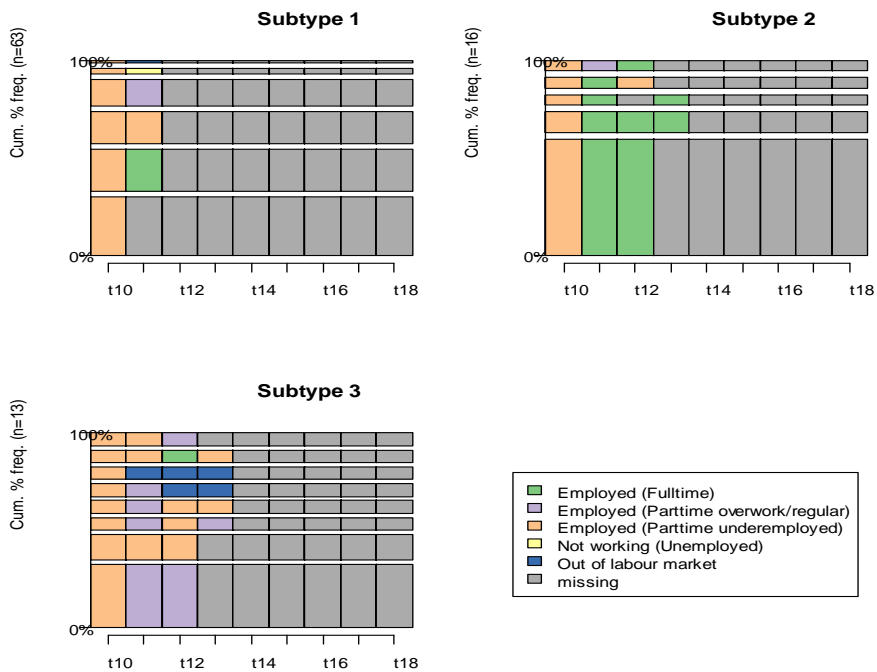 Subtype 1
Cum. % freq. (n=63)
100%
0%
t10 t12 t14 t16 t18
Subtype 2
Cum. % freq. (n=16)
100%
0%
t10 t12 t14 t16 t18
Subtype 3
Cum. % freq. (n=13)
100%
0%
t10 t12 t14 t16 t18
Employed (Fulltime)
Employed (Parttime overwork/regular)
Employed (Parttime underemployed)
Not working (Unemployed)
Out of labour market
missing